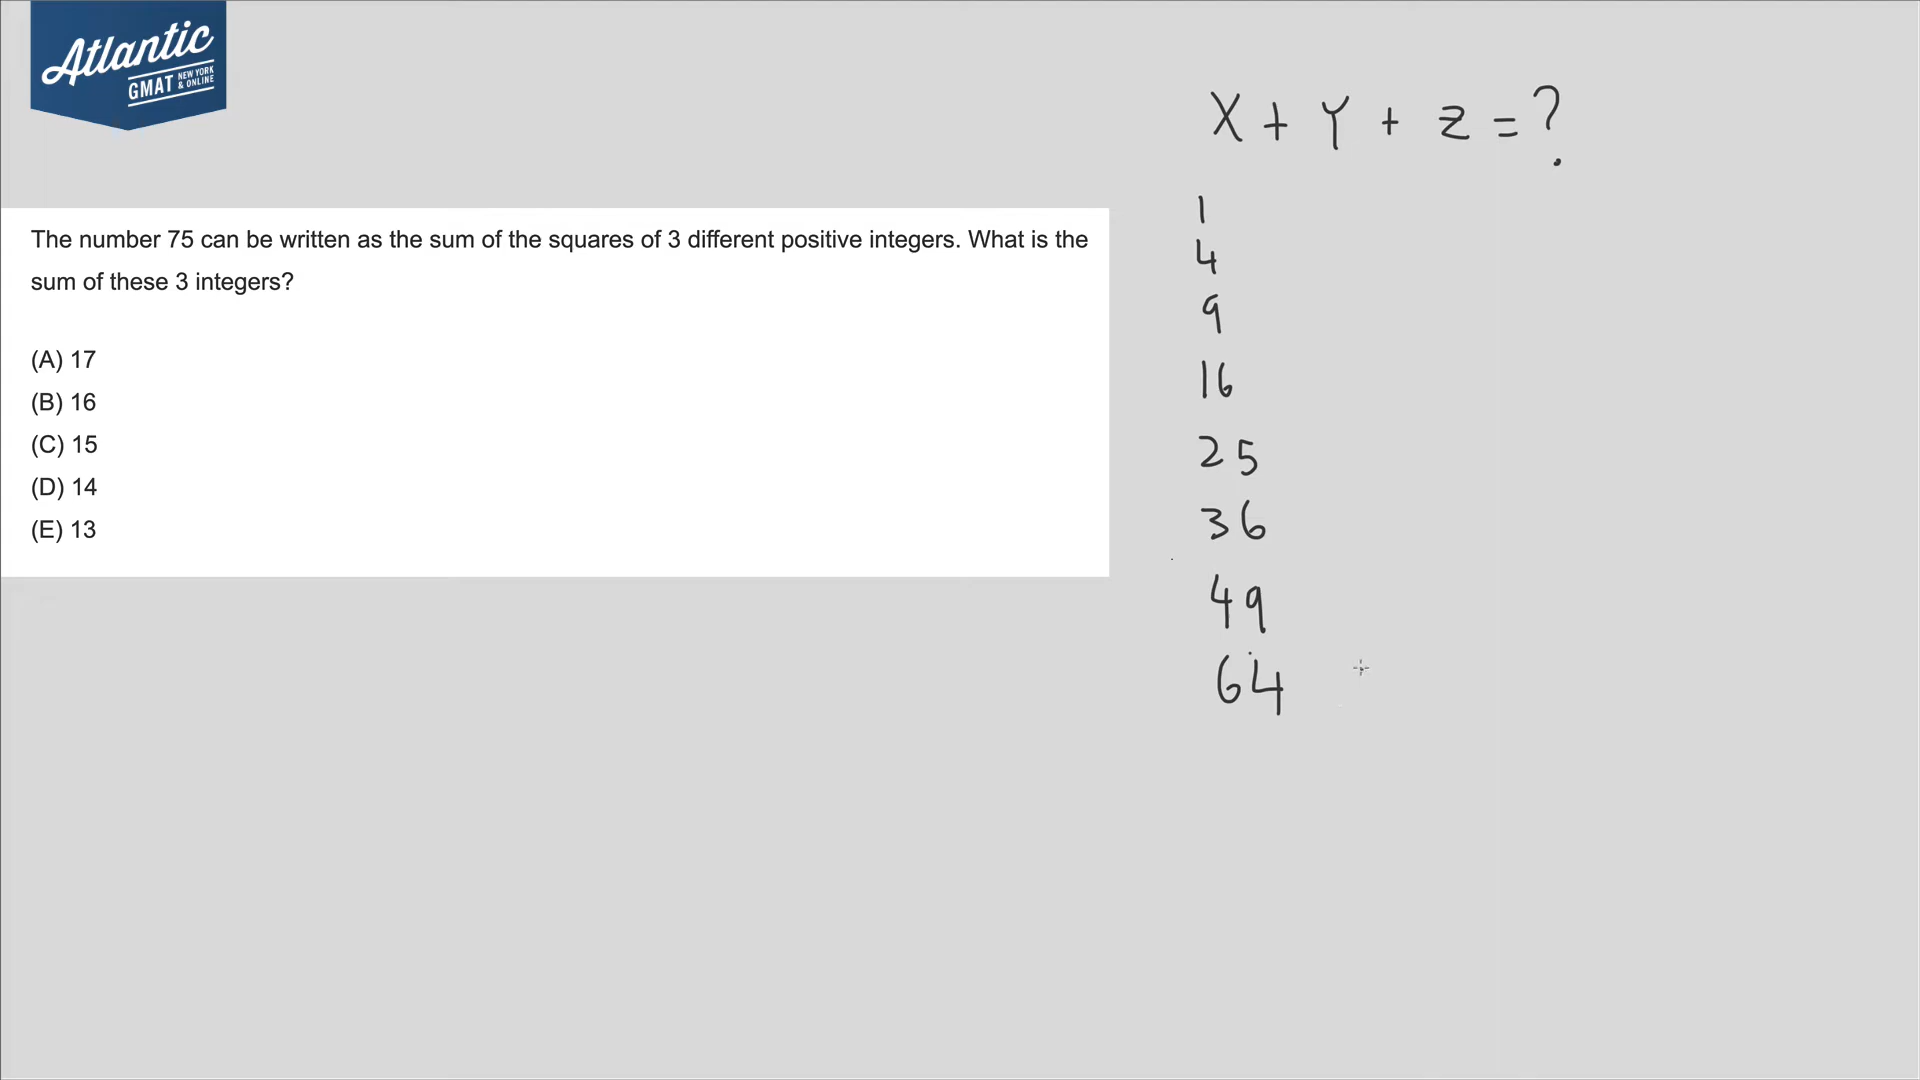 Atlantic
GMAT NEW YORK & ONLINE
The number 75 can be written as the sum of the squares of 3 different positive integers. What is the
sum of these 3 integers?
(A) 17
(B) 16
(C) 15
(D) 14
(E) 13
X + Y + Z = ?
1
4
9
16
25
36
49
64